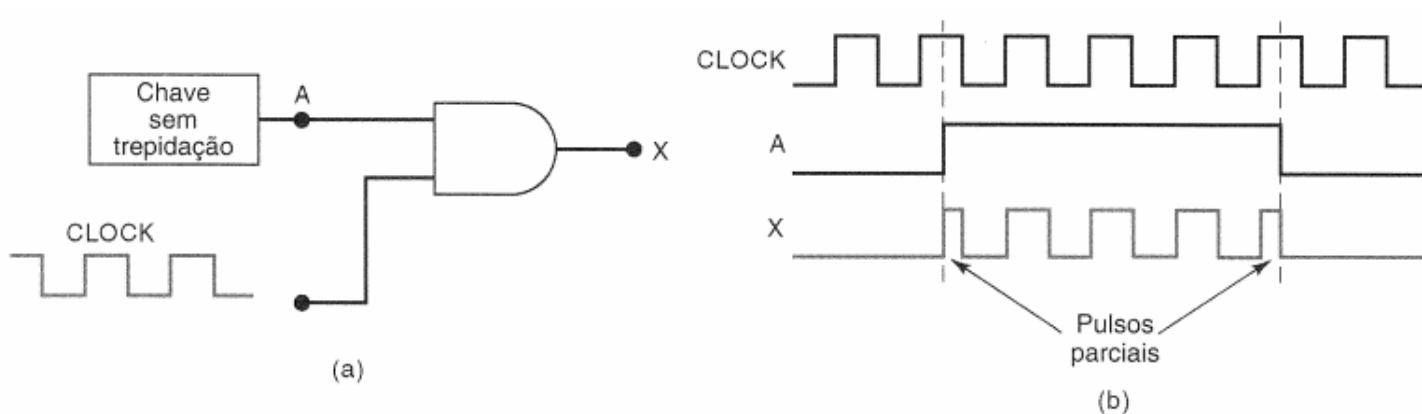 Chave
sem
trepidação
A
X
CLOCK
(a)
CLOCK
A
X
Pulsos
parciais
(b)